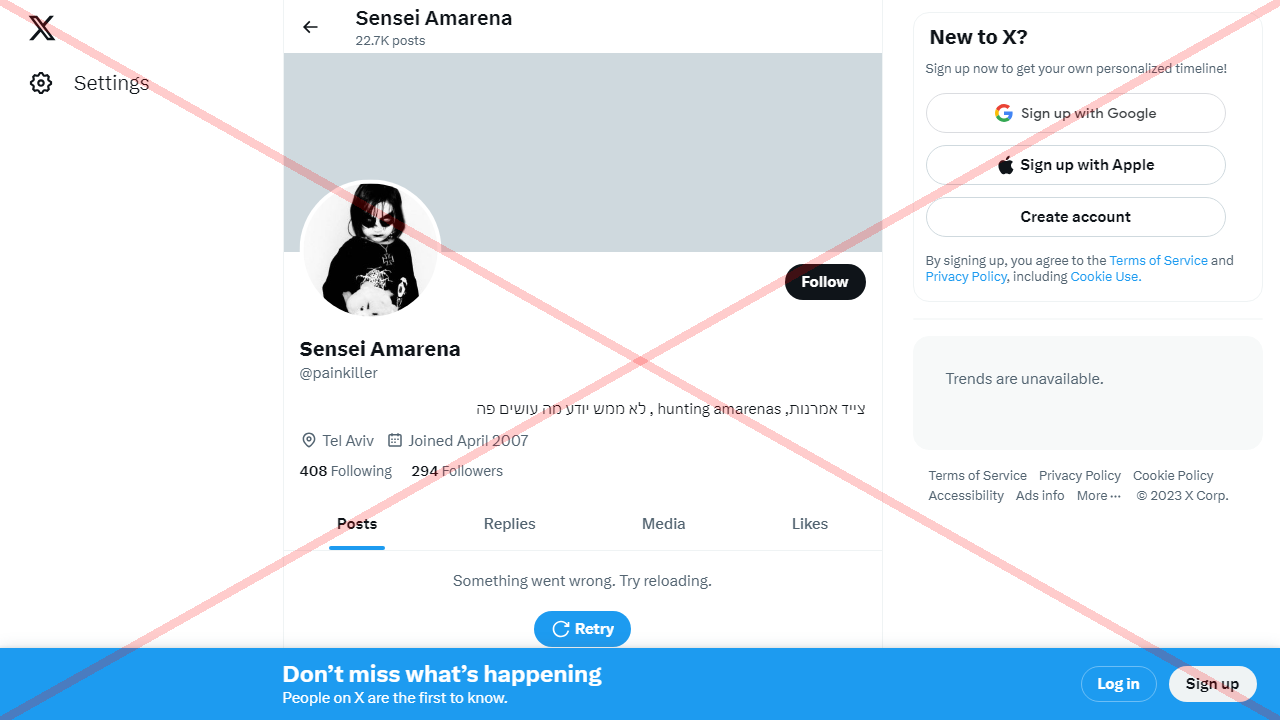 Settings
Sensei Amarena
22.7K posts
Follow
Sensei Amarena
@painkiller
צייד אמרנות, hunting amarenas , לא ממש יודע מה עושים פה
Tel Aviv Joined April 2007
408 Following 294 Followers
Posts Replies Media Likes
Something went wrong. Try reloading.
Retry
New to X?
Sign up now to get your own personalized timeline!
Sign up with Google
Sign up with Apple
Create account
By signing up, you agree to the Terms of Service and
Privacy Policy, including Cookie Use.
Trends are unavailable.
Terms of Service Privacy Policy Cookie Policy
Accessibility Ads info More ··· © 2023 X Corp.
Don’t miss what’s happening
People on X are the first to know.
Log in Sign up